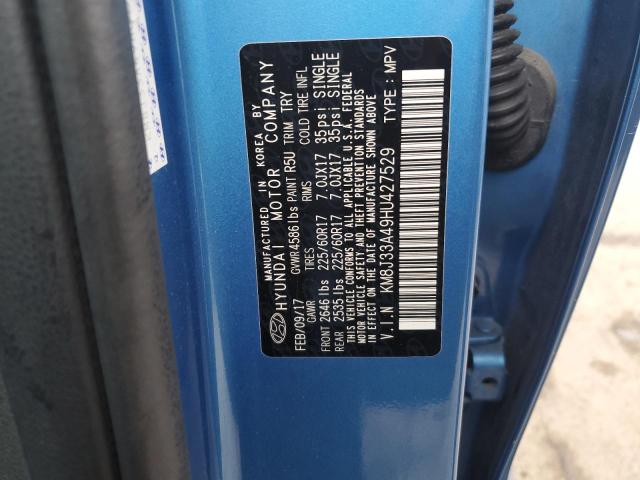 MANUFACTURED IN KOREA BY
HYUNDAI MOTOR COMPANY
FEB/09/17 GVWR 4586 lbs PAINT R5U TRIM TRY
GAWR TIRES RIMS COLD TIRE INFL
FRONT 2646 lbs 225/60R17 7.0JX17 35psi SINGLE
REAR 2535 lbs 225/60R17 7.0JX17 35psi SINGLE
THIS VEHICLE CONFORMS TO ALL APPLICABLE U.S.A. FEDERAL
MOTOR VEHICLE SAFETY AND THEFT PREVENTION STANDARDS
IN EFFECT ON THE DATE OF MANUFACTURE SHOWN ABOVE
V.I.N : KM8J33A49HU427529 TYPE : MPV